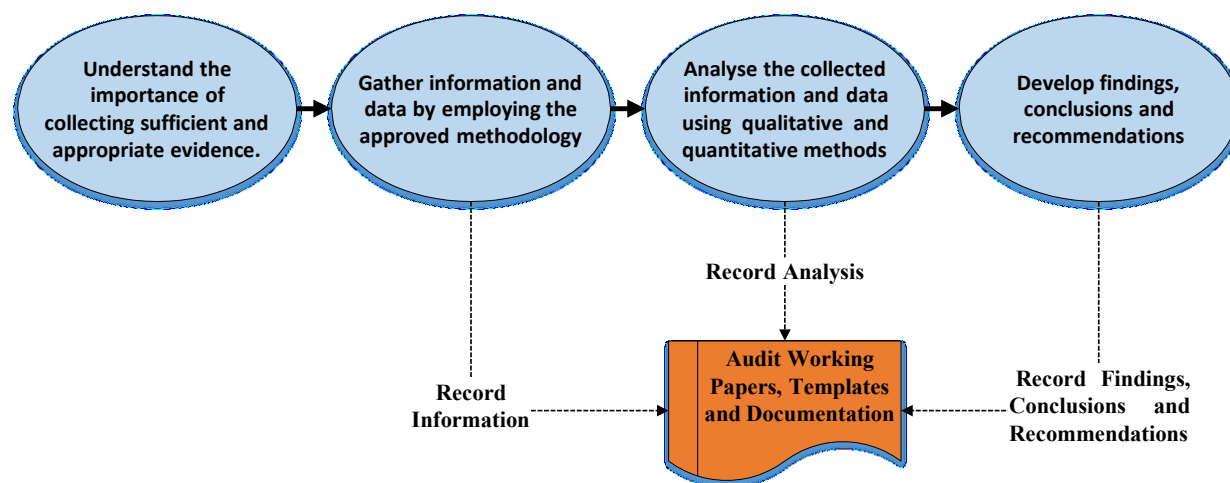 Understand the
importance of
collecting sufficient and
appropriate evidence.
Gather information and
data by employing the
approved methodology
Analyse the collected
information and data
using qualitative and
quantitative methods
Develop findings,
conclusions and
recommendations
Record Analysis
Record
Information
Audit Working
Papers, Templates
and Documentation
Record Findings,
Conclusions and
Recommendations